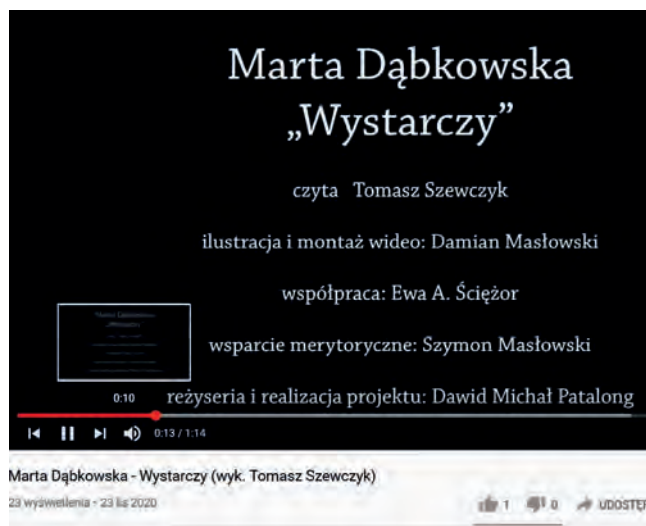 Marta Dąbkowska
„Wystarczy”
czyta Tomasz Szewczyk
ilustracja i montaż wideo: Damian Masłowski
współpraca: Ewa A. Ściężor
wsparcie merytoryczne: Szymon Masłowski
reżyseria i realizacja projektu: Dawid Michał Patalong
0:10
0:13 / 1:14
Marta Dąbkowska - Wystarczy (wyk. Tomasz Szewczyk)
23 wyświetlenia • 23 lis 2020
1 0 UDOSTĘP